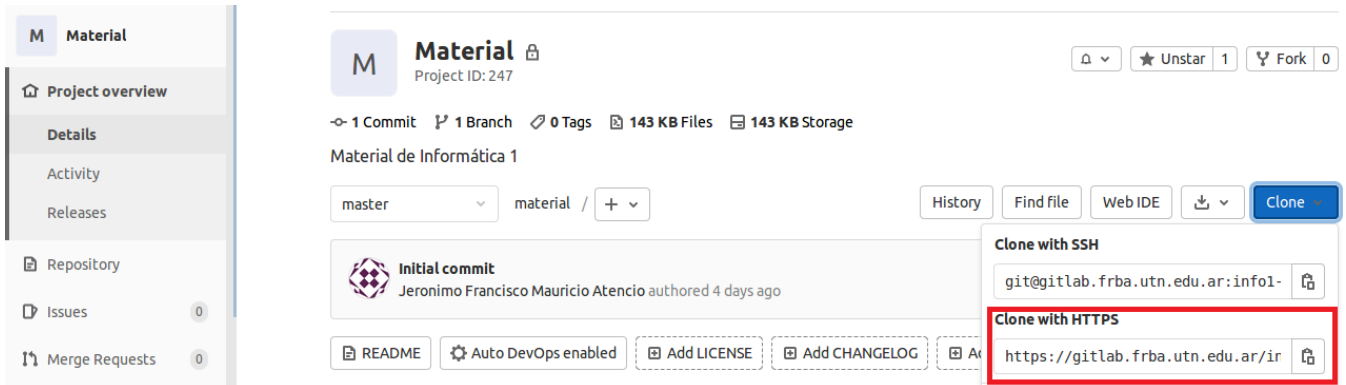 M Material
Project overview
Details
Activity
Releases
Repository
Issues 0
Merge Requests 0
M
Material
Project ID: 247
Unstar 1
Fork 0
1 Commit 1 Branch 0 Tags 143 KB Files 143 KB Storage
Material de Informática 1
master material / +
History Find file Web IDE Clone
Initial commit
Jeronimo Francisco Mauricio Atencio authored 4 days ago
README Auto DevOps enabled Add LICENSE Add CHANGELOG
Clone with SSH
git@gitlab.frba.utn.edu.ar:info1-
Clone with HTTPS
https://gitlab.frba.utn.edu.ar/in